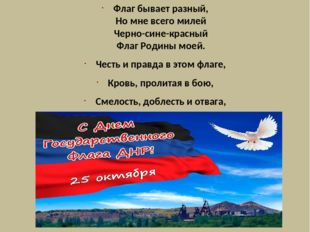 Флаг бывает разный,
Но мне всего милей
Черно-сине-красный
Флаг Родины моей.
Честь и правда в этом флаге,
Кровь, пролитая в бою,
Смелость, доблесть и отвага,
С Днем
Государственного
Флага ДНР!
25 октября